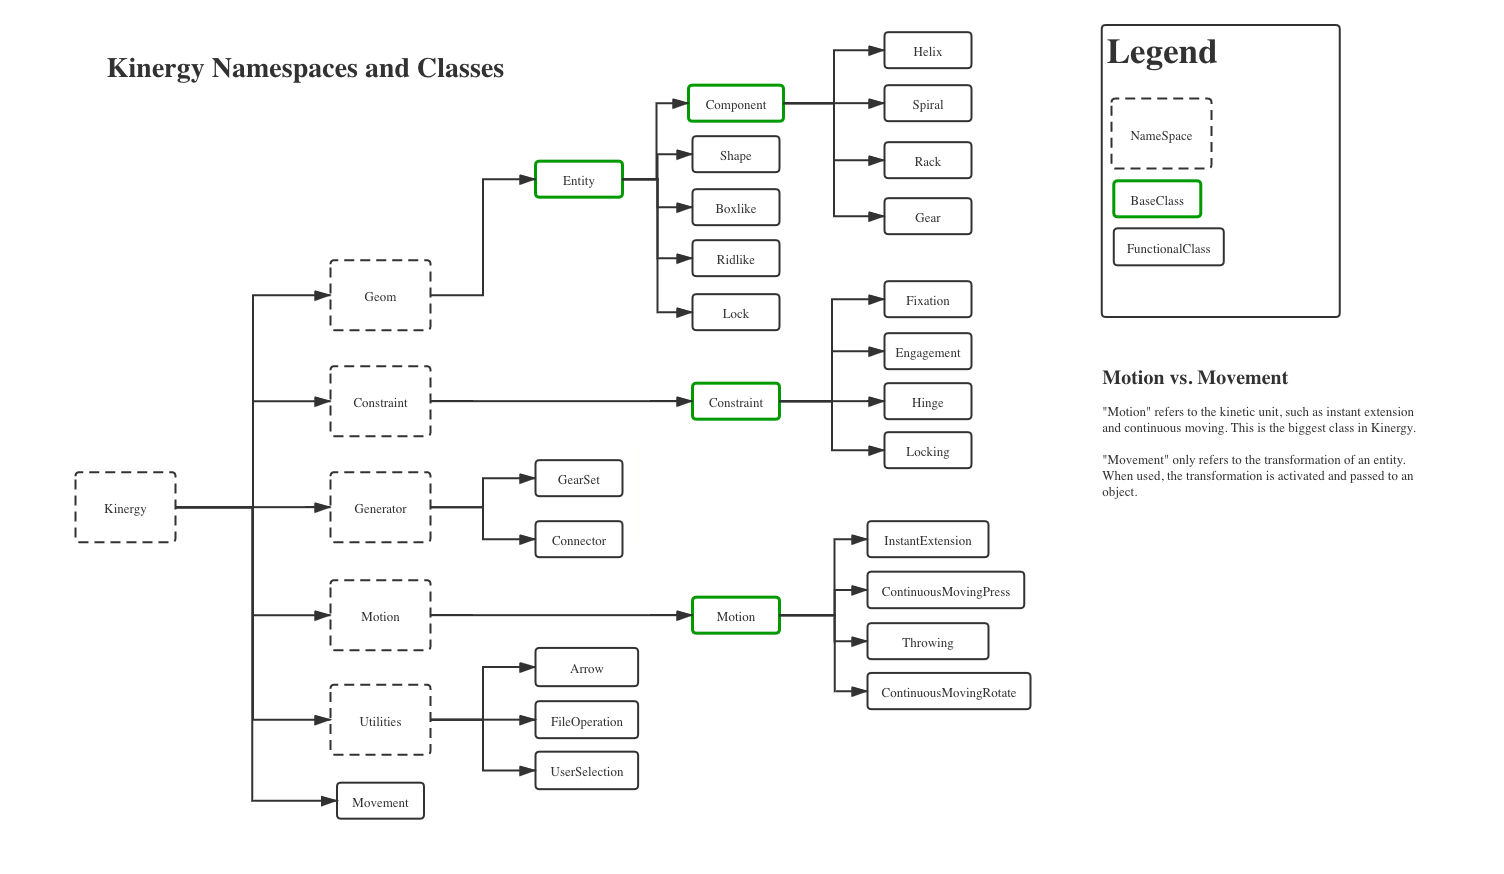 Kinergy Namespaces and Classes
Kinergy
Geom
Constraint
Generator
Motion
Utilities
Movement
Entity
GearSet
Connector
Arrow
FileOperation
UserSelection
Component
Shape
Boxlike
Ridlike
Lock
Constraint
Motion
Helix
Spiral
Rack
Gear
Fixation
Engagement
Hinge
Locking
InstantExtension
ContinuousMovingPress
Throwing
ContinuousMovingRotate
Legend
NameSpace
BaseClass
FunctionalClass
Motion vs. Movement
"Motion" refers to the kinetic unit, such as instant extension
and continuous moving. This is the biggest class in Kinergy.
"Movement" only refers to the transformation of an entity.
When used, the transformation is activated and passed to an
object.